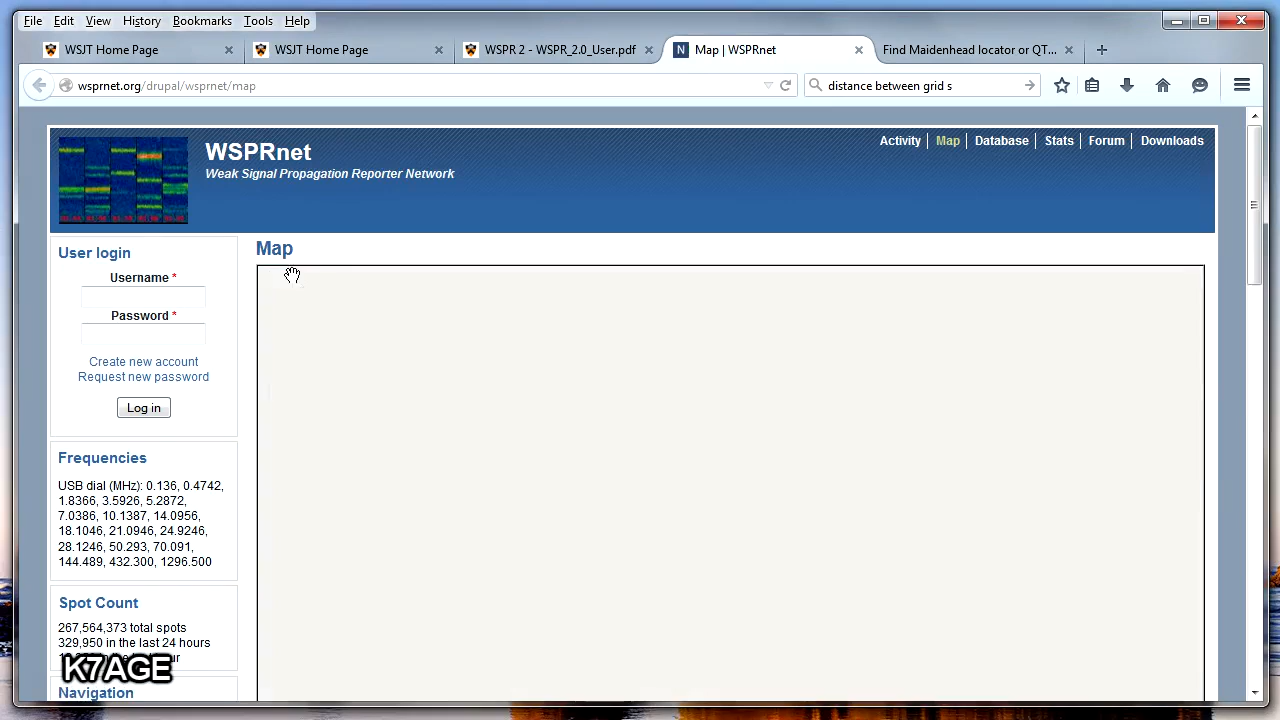 File Edit View History Bookmarks Tools Help
WSJT Home Page
WSJT Home Page
WSPR 2 - WSPR_2.0_User.pdf
N Map | WSPRnet
Find Maidenhead locator or QT...
wsprnet.org/drupal/wsprnet/map
distance between grid s
Activity Map Database Stats Forum Downloads
WSPRnet
Weak Signal Propagation Reporter Network
User login
Username *
Password *
Create new account
Request new password
Log in
Map
Frequencies
USB dial (MHz): 0.136, 0.4742,
1.8366, 3.5926, 5.2872,
7.0386, 10.1387, 14.0956,
18.1046, 21.0946, 24.9246,
28.1246, 50.293, 70.091,
144.489, 432.300, 1296.500
Spot Count
267,564,373 total spots
329,950 in the last 24 hours
K7AGE
Navigation